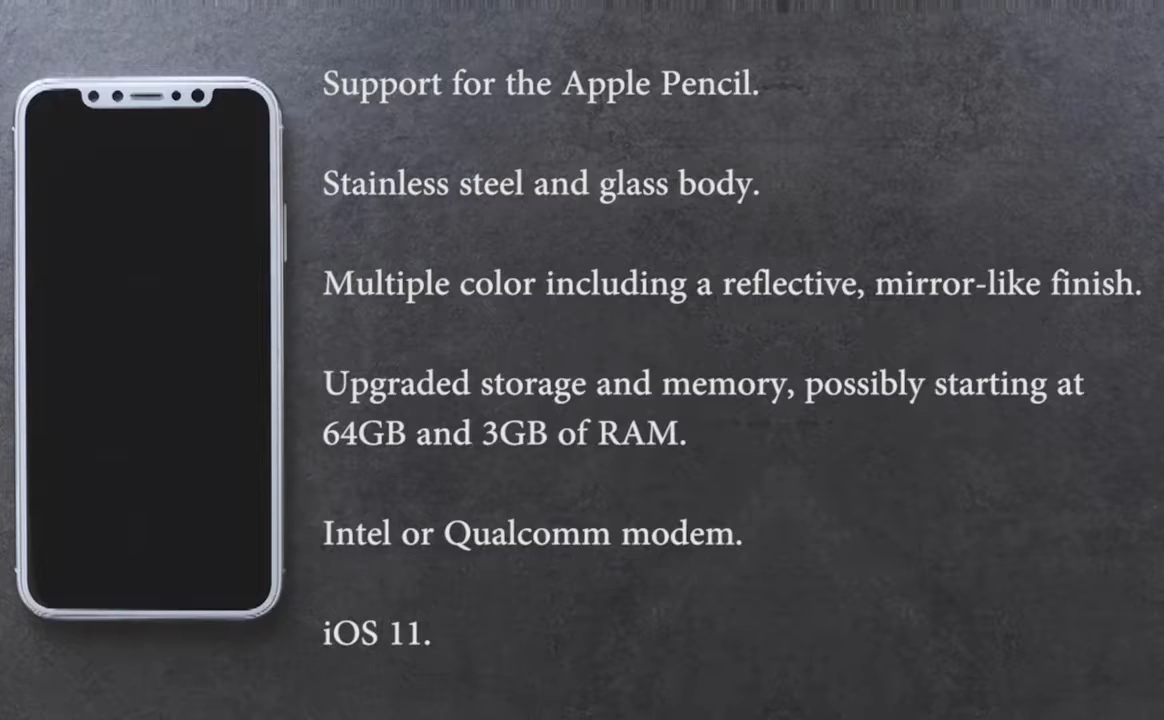 Support for the Apple Pencil.
Stainless steel and glass body.
Multiple color including a reflective, mirror-like finish.
Upgraded storage and memory, possibly starting at
64GB and 3GB of RAM.
Intel or Qualcomm modem.
iOS 11.